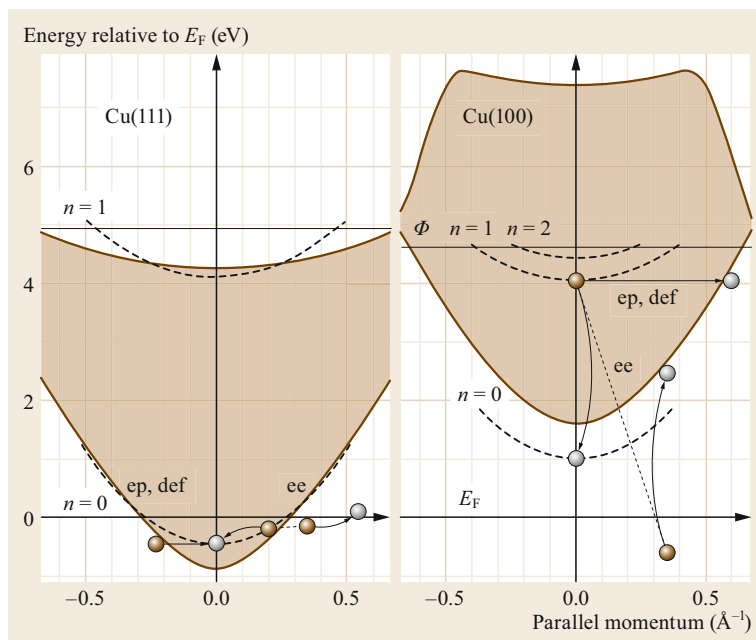 Energy relative to E_F (eV)
Cu(111)
Cu(100)
6
n = 1
Φ n = 1 n = 2
4
ep, def
ee
2
n = 0
ep, def
ee
n = 0
E_F
0
−0.5
0.0
0.5
−0.5
0.0
0.5
Parallel momentum (Å⁻¹)